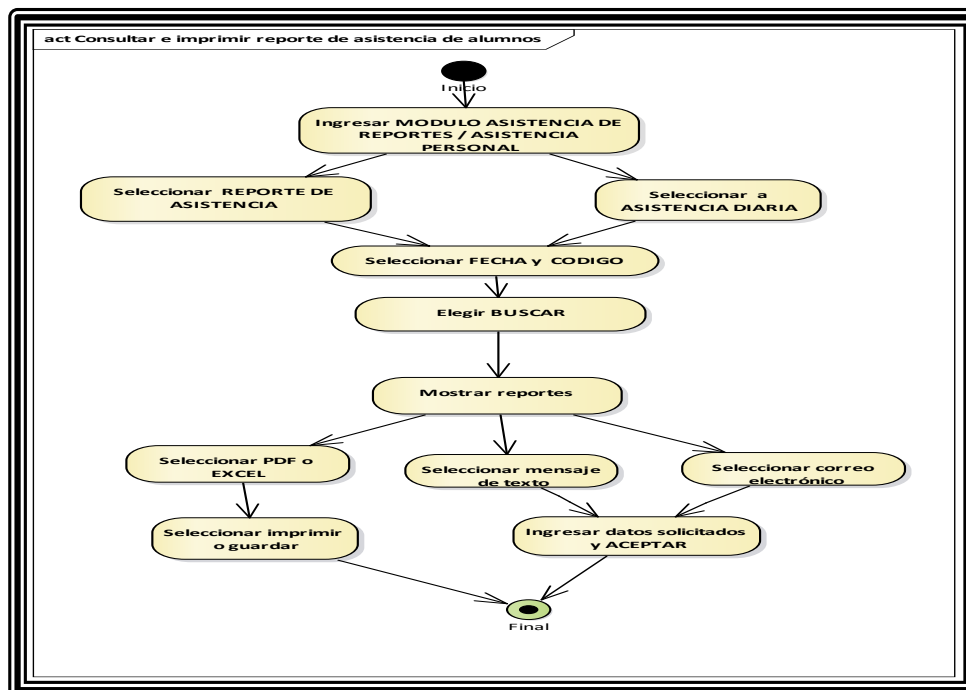 act Consultar e imprimir reporte de asistencia de alumnos
Inicio
Ingresar MODULO ASISTENCIA DE
REPORTES / ASISTENCIA
PERSONAL
Seleccionar REPORTE DE
ASISTENCIA
Seleccionar a
ASISTENCIA DIARIA
Seleccionar FECHA y CODIGO
Elegir BUSCAR
Mostrar reportes
Seleccionar PDF o
EXCEL
Seleccionar mensaje
de texto
Seleccionar correo
electrónico
Seleccionar imprimir
o guardar
Ingresar datos solicitados
y ACEPTAR
Final